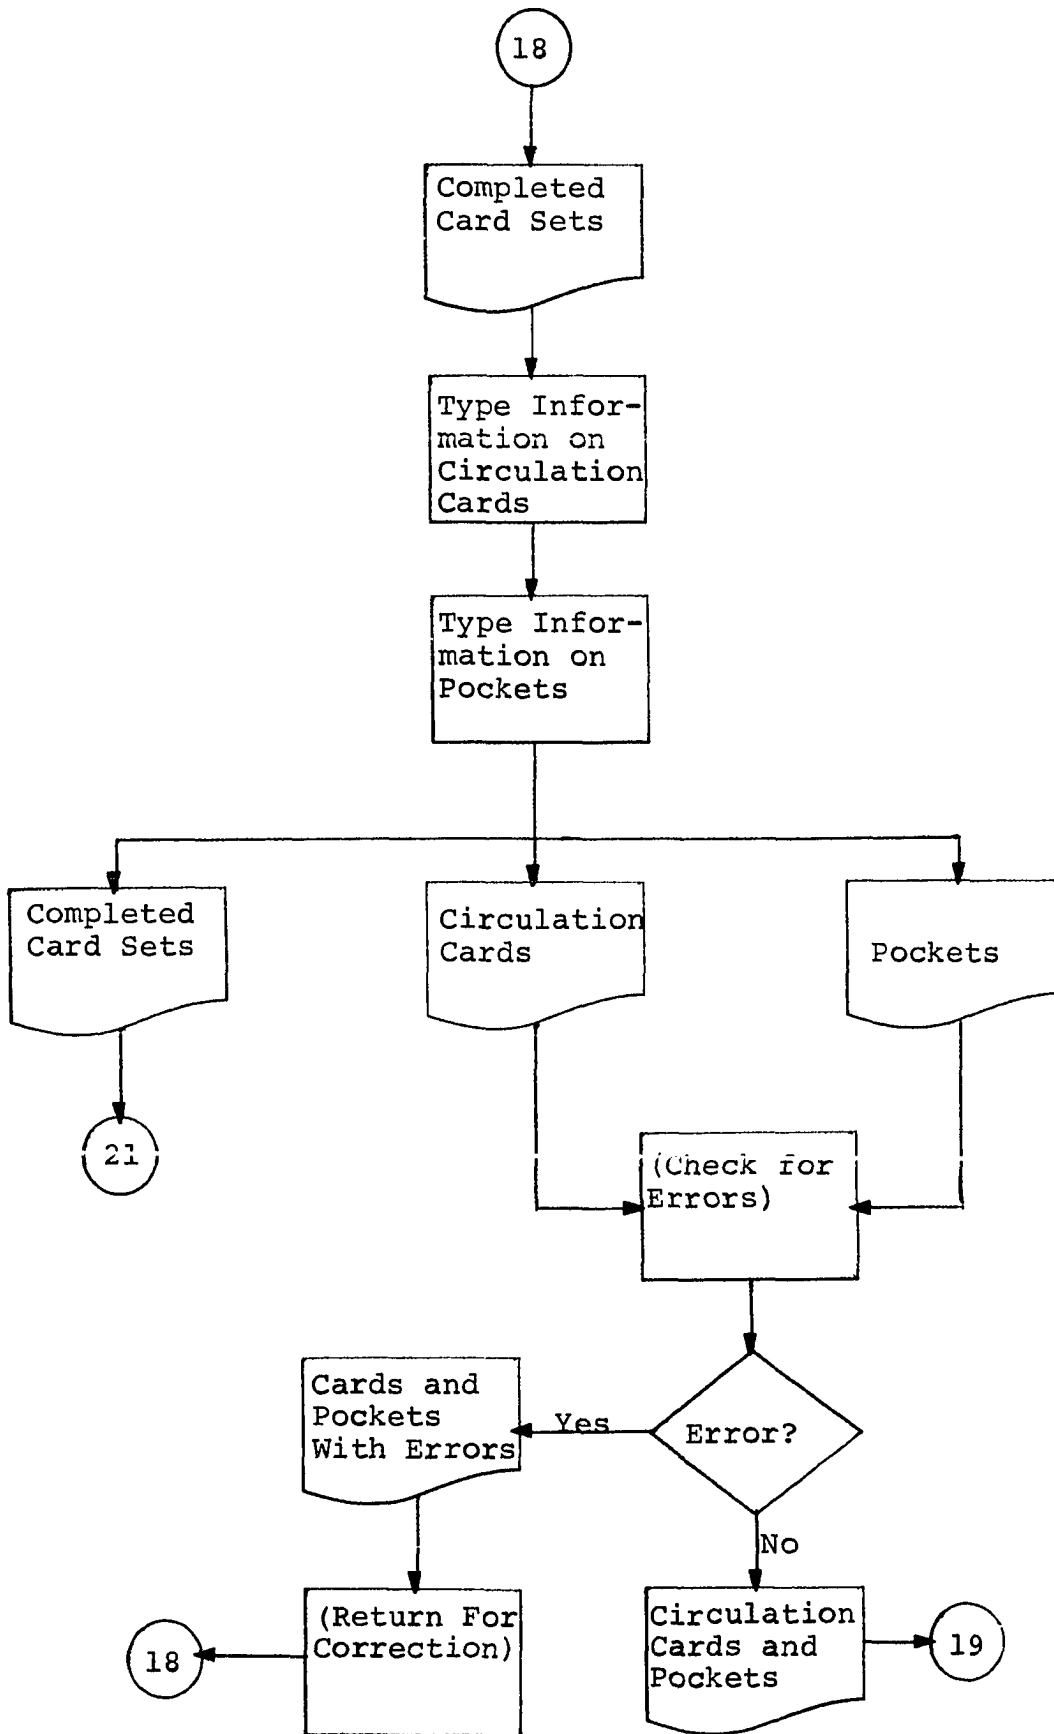 18
Completed
Card Sets
Type Infor-
mation on
Circulation
Cards
Type Infor-
mation on
Pockets
Completed
Card Sets
Circulation
Cards
Pockets
21
(Check for
Errors)
Cards and
Pockets
With Errors
Yes
Error?
No
18
(Return For
Correction)
Circulation
Cards and
Pockets
19